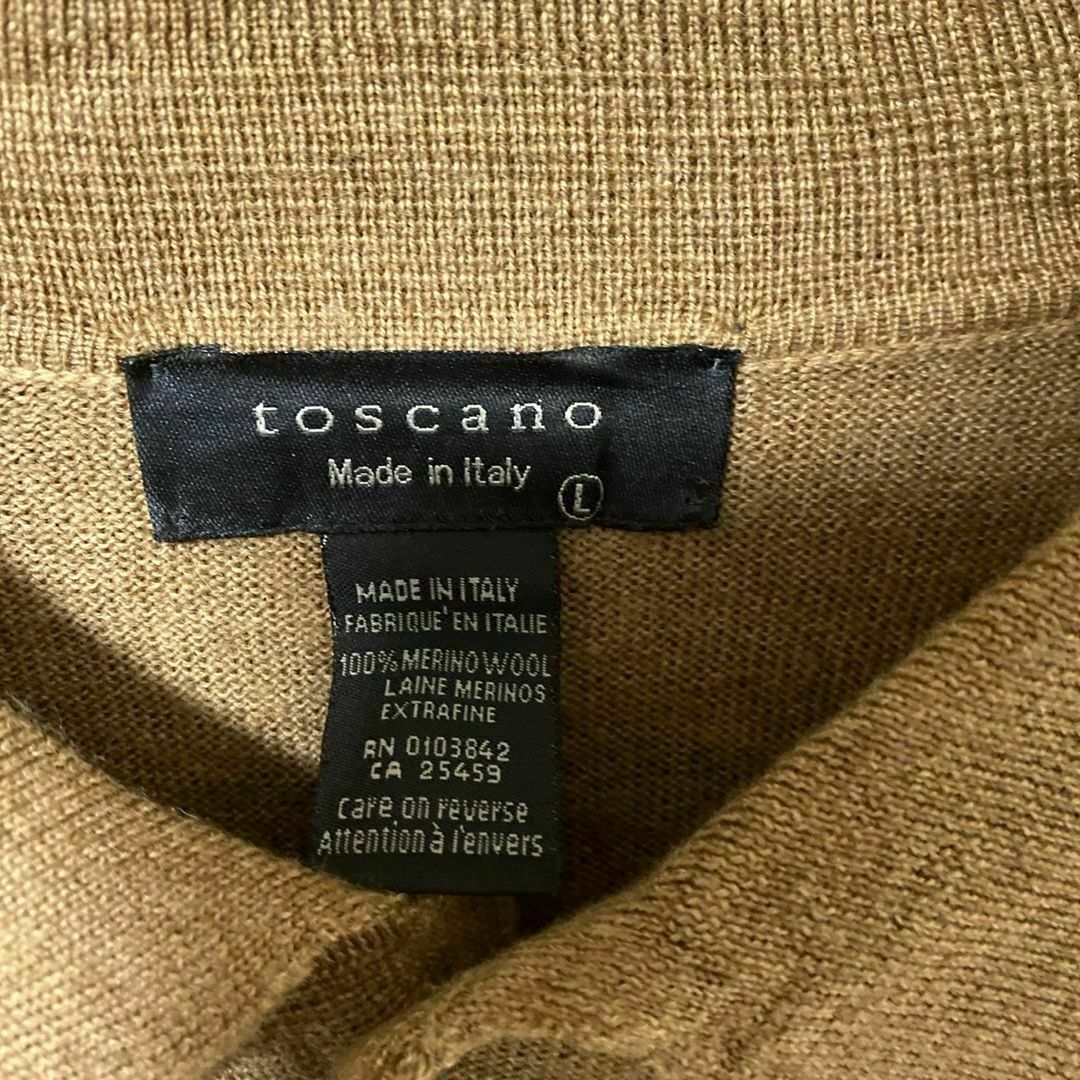 toscano
Made in Italy
L
MADE IN ITALY
FABRIQUE' EN ITALIE
100% MERINO WOOL
LAINE MERINOS
EXTRAFINE
RN 0103842
CA 25459
care on reverse
Attention à l'envers